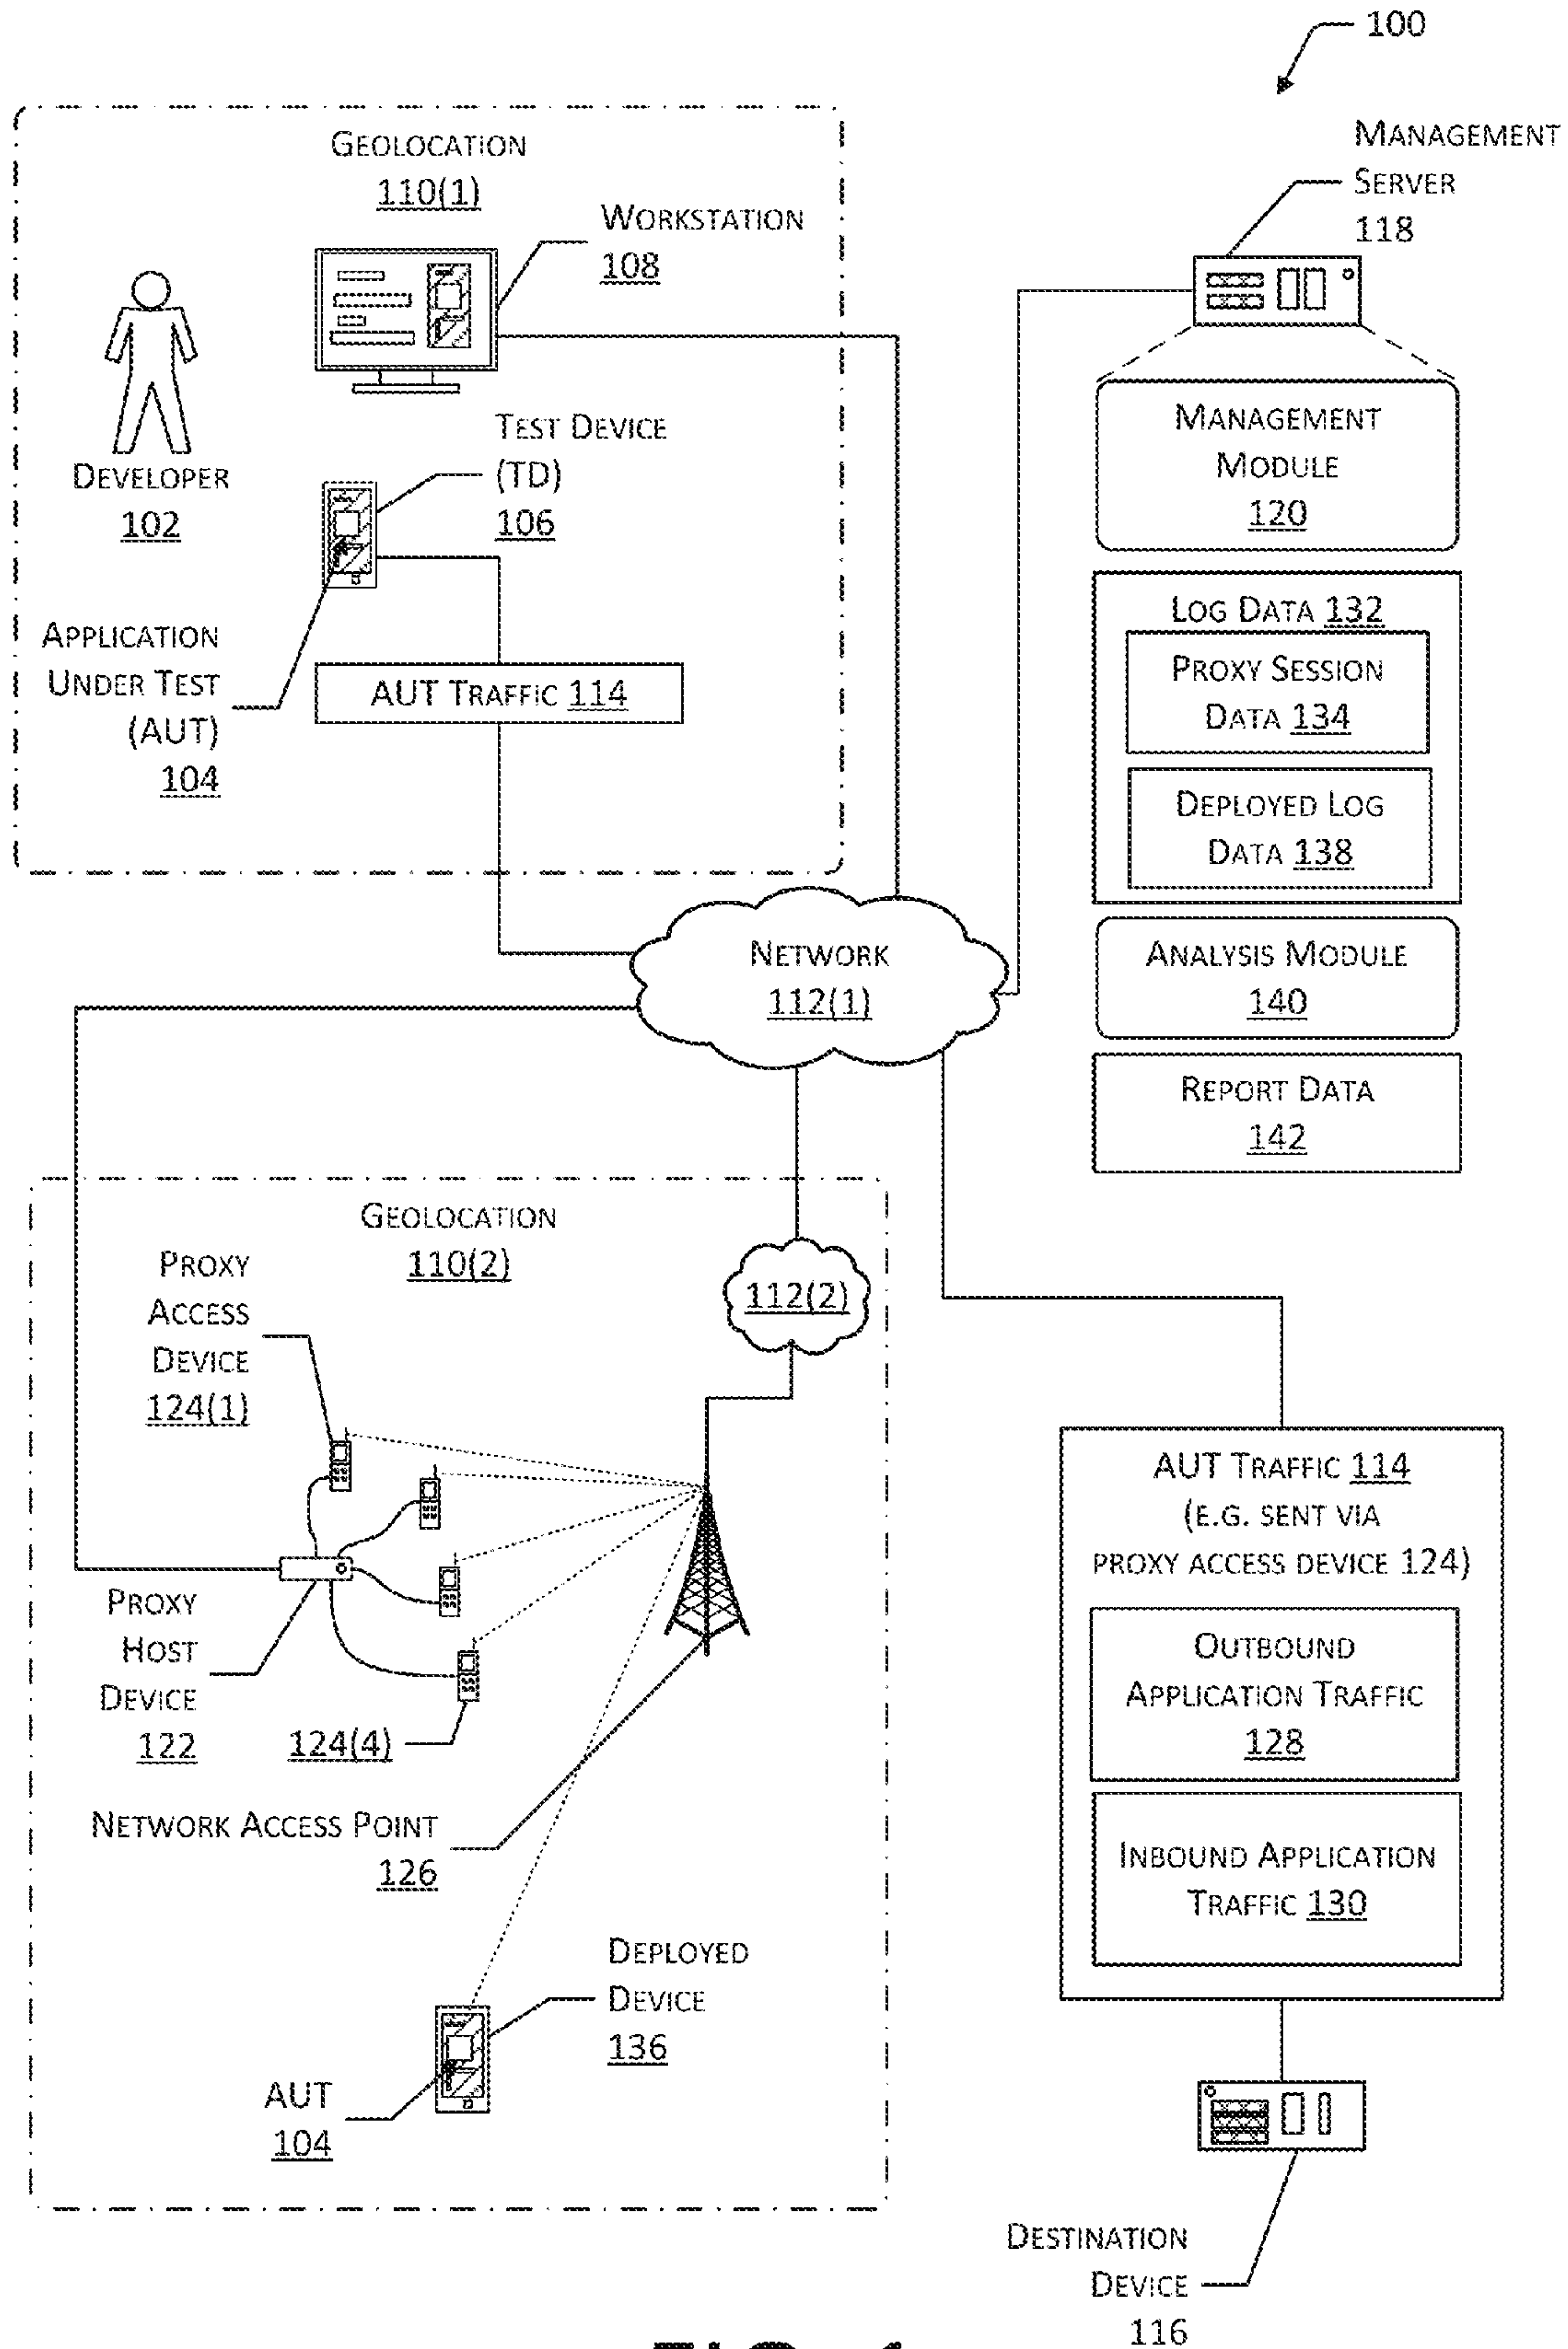 100
MANAGEMENT
SERVER
118
GEOLOCATION
110(1)
WORKSTATION
108
DEVELOPER
102
TEST DEVICE
(TD)
106
APPLICATION
UNDER TEST
(AUT)
104
AUT TRAFFIC 114
MANAGEMENT
MODULE
120
LOG DATA 132
PROXY SESSION
DATA 134
DEPLOYED LOG
DATA 138
ANALYSIS MODULE
140
REPORT DATA
142
NETWORK
112(1)
GEOLOCATION
110(2)
112(2)
PROXY
ACCESS
DEVICE
124(1)
PROXY
HOST
DEVICE
122
124(4)
NETWORK ACCESS POINT
126
DEPLOYED
DEVICE
136
AUT
104
AUT TRAFFIC 114
(E.G. SENT VIA
PROXY ACCESS DEVICE 124)
OUTBOUND
APPLICATION TRAFFIC
128
INBOUND APPLICATION
TRAFFIC 130
DESTINATION
DEVICE
116